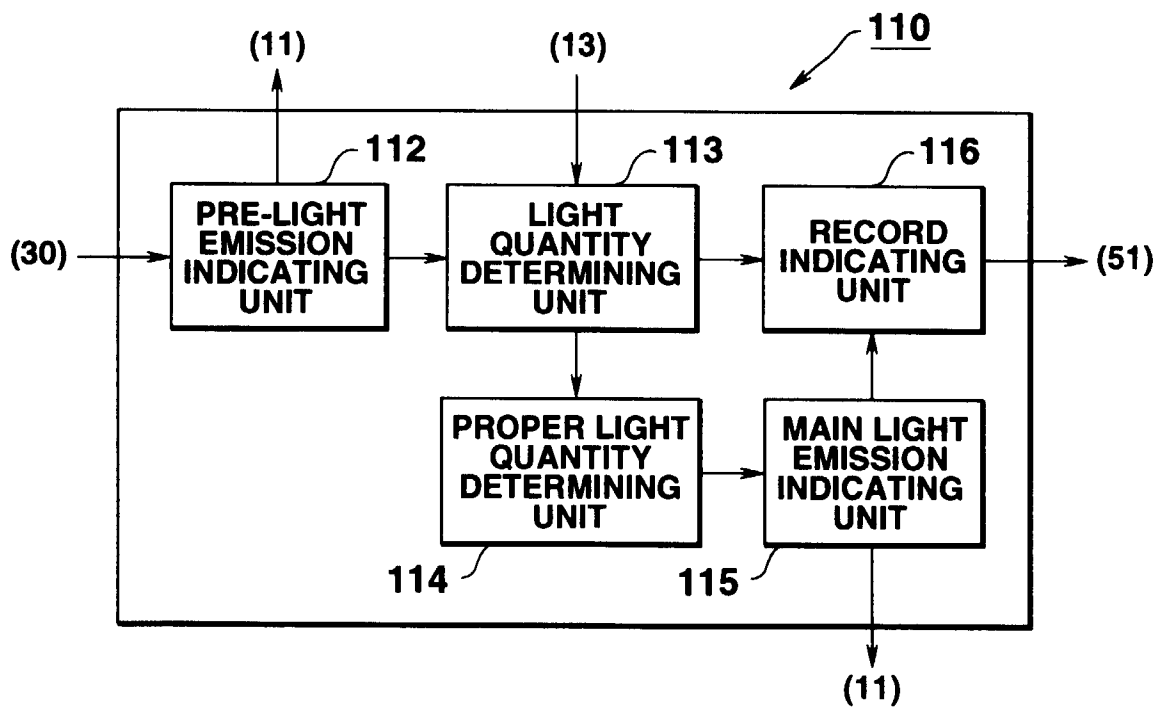 110
(11)
(13)
112
113
116
(30)
PRE-LIGHT
EMISSION
INDICATING
UNIT
LIGHT
QUANTITY
DETERMINING
UNIT
RECORD
INDICATING
UNIT
(51)
PROPER LIGHT
QUANTITY
DETERMINING
UNIT
MAIN LIGHT
EMISSION
INDICATING
UNIT
114
115
(11)